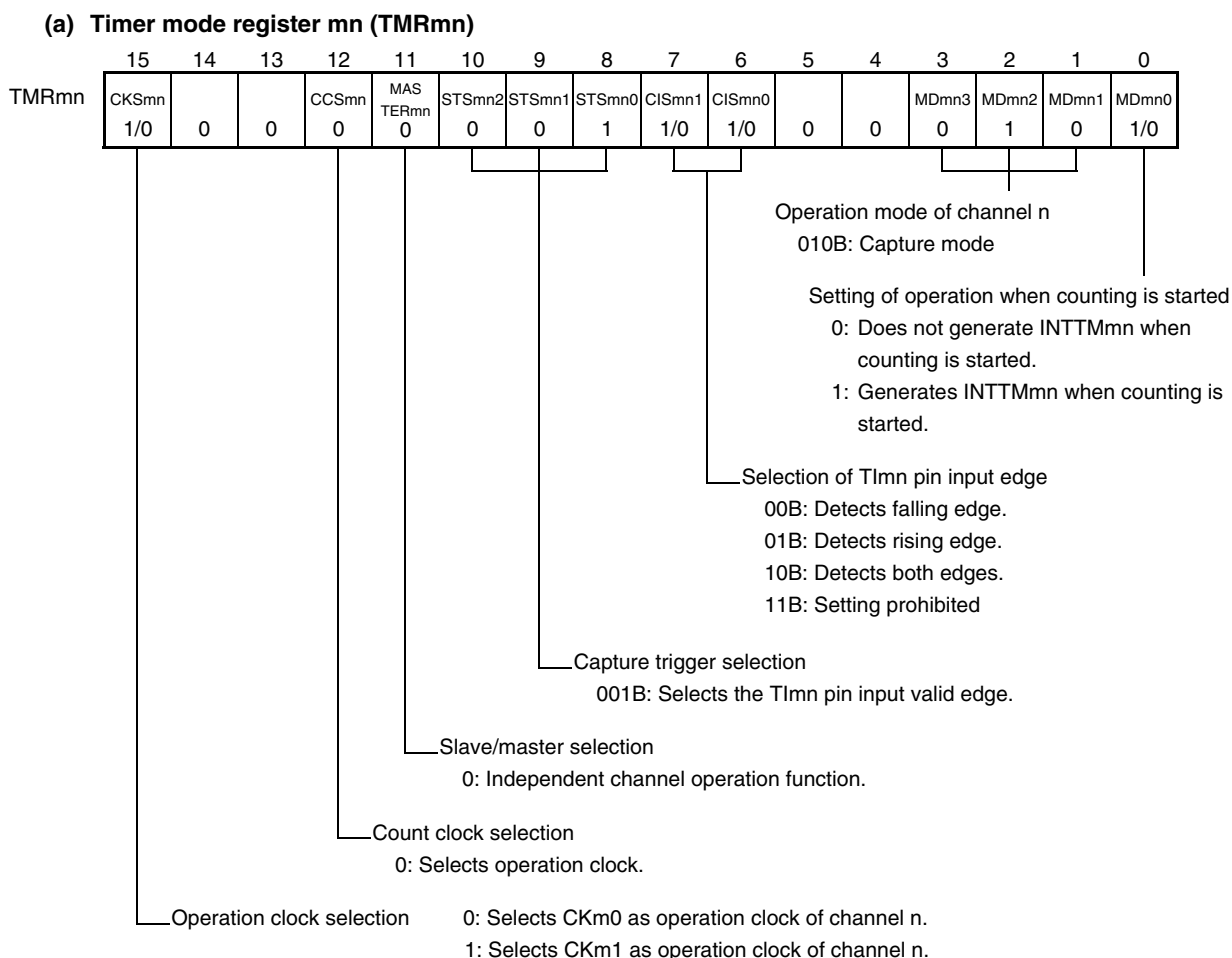 (a) Timer mode register mn (TMRmn)
15 14 13 12 11 10 9 8 7 6 5 4 3 2 1 0
TMRmn CKSmn CCSmn MAS TERmn STSmn2 STSmn1 STSmn0 CISmn1 CISmn0 MDmn3 MDmn2 MDmn1 MDmn0
1/0 0 0 0 0 0 0 1 1/0 1/0 0 0 0 1 0 1/0
Operation mode of channel n
010B: Capture mode
Setting of operation when counting is started
0: Does not generate INTTMmn when
counting is started.
1: Generates INTTMmn when counting is
started.
Selection of TImn pin input edge
00B: Detects falling edge.
01B: Detects rising edge.
10B: Detects both edges.
11B: Setting prohibited
Capture trigger selection
001B: Selects the TImn pin input valid edge.
Slave/master selection
0: Independent channel operation function.
Count clock selection
0: Selects operation clock.
Operation clock selection 0: Selects CKm0 as operation clock of channel n.
1: Selects CKm1 as operation clock of channel n.